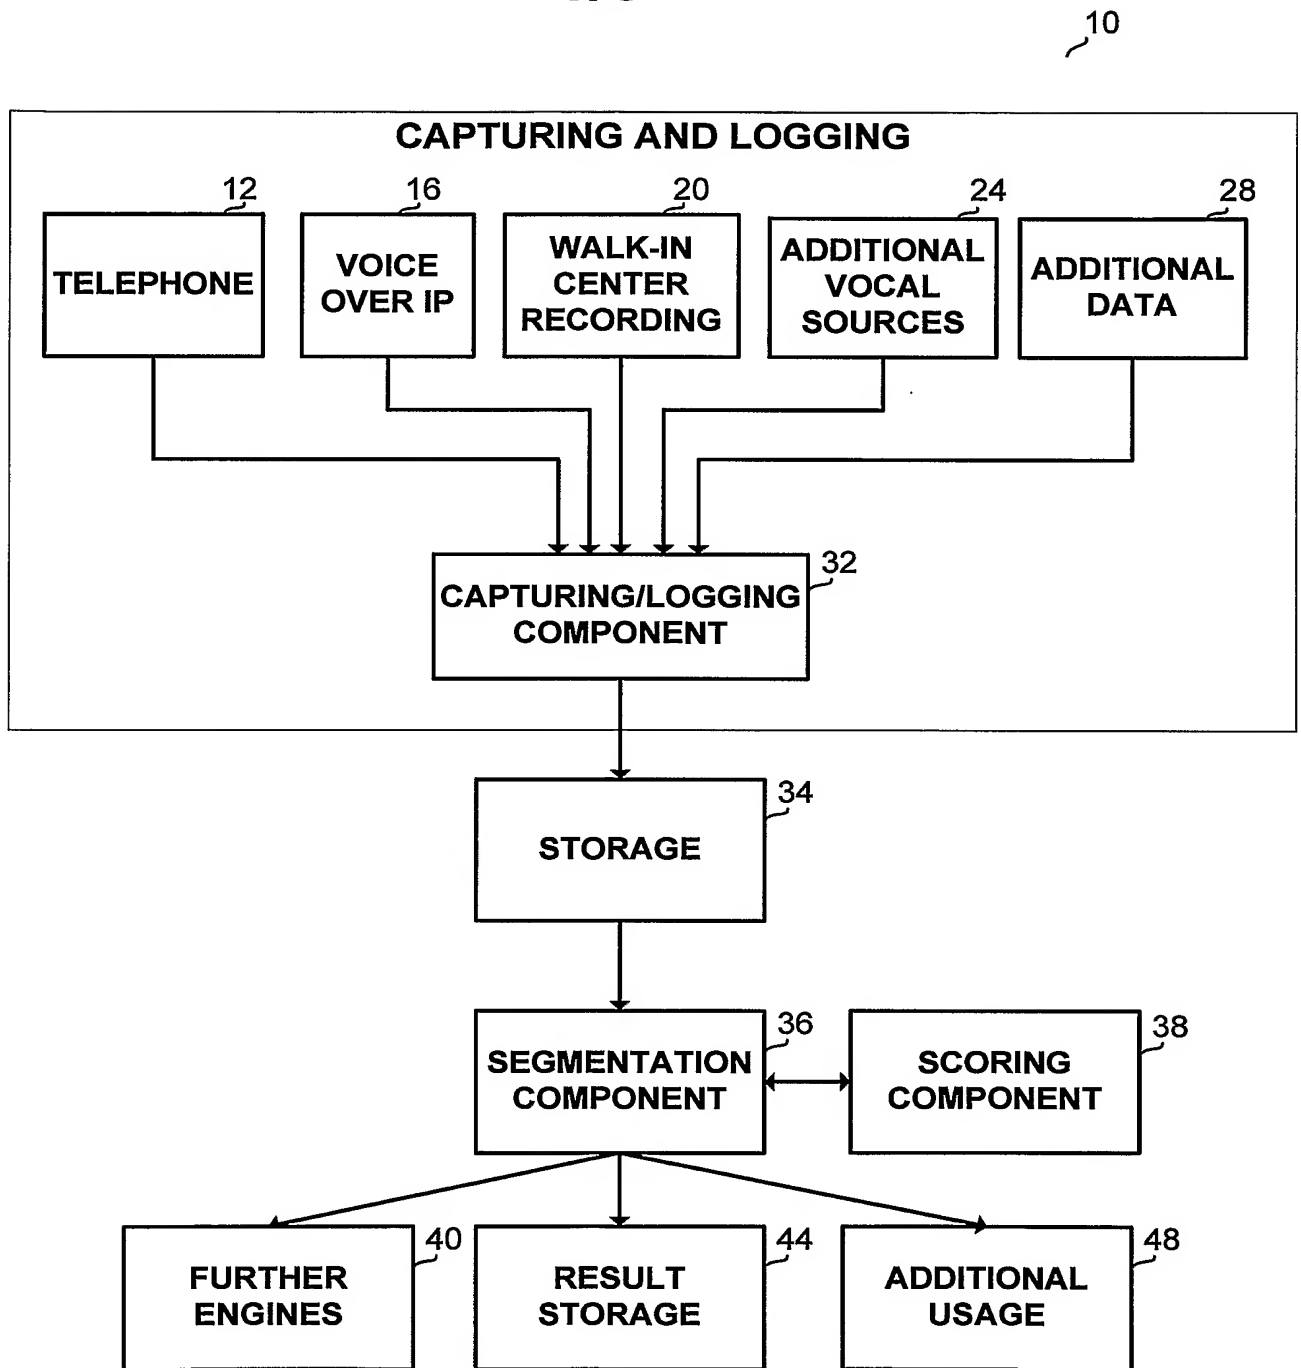 10
CAPTURING AND LOGGING
12
16
20
24
28
TELEPHONE
VOICE
OVER IP
WALK-IN
CENTER
RECORDING
ADDITIONAL
VOCAL
SOURCES
ADDITIONAL
DATA
32
CAPTURING/LOGGING
COMPONENT
34
STORAGE
36
SEGMENTATION
COMPONENT
38
SCORING
COMPONENT
40
FURTHER
ENGINES
44
RESULT
STORAGE
48
ADDITIONAL
USAGE